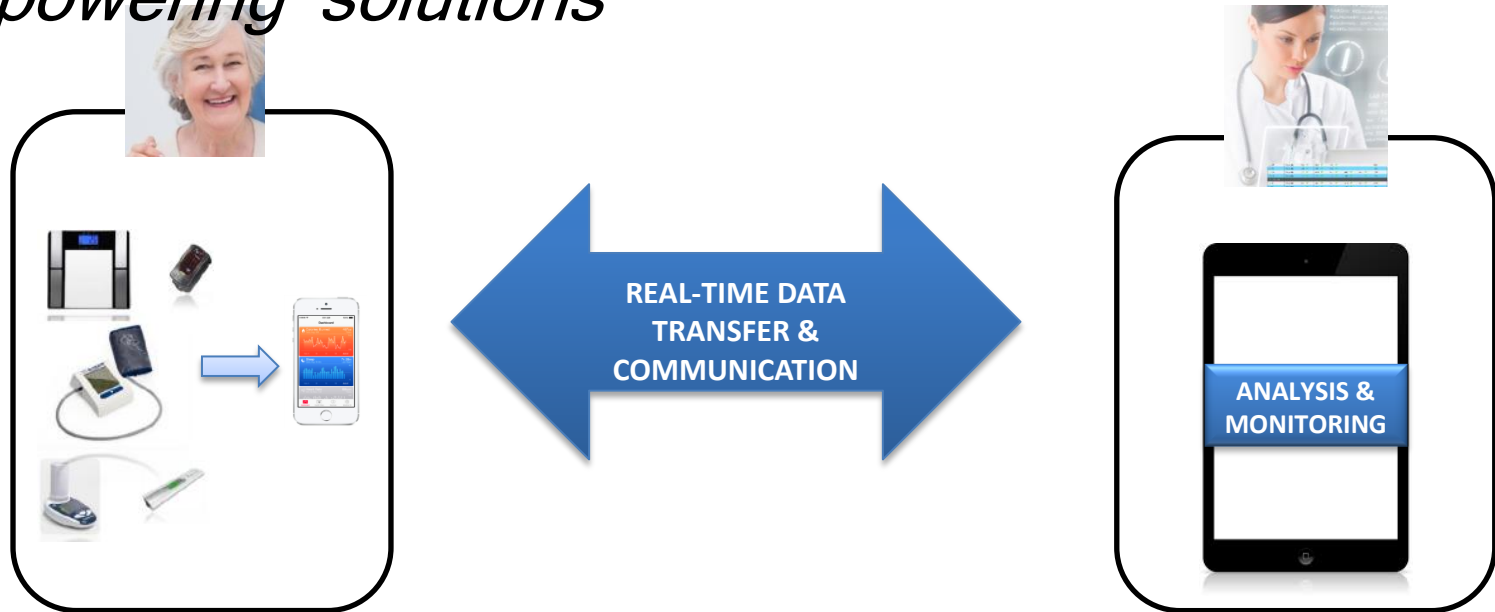 powering solutions
REAL-TIME DATA
TRANSFER &
COMMUNICATION
ANALYSIS &
MONITORING